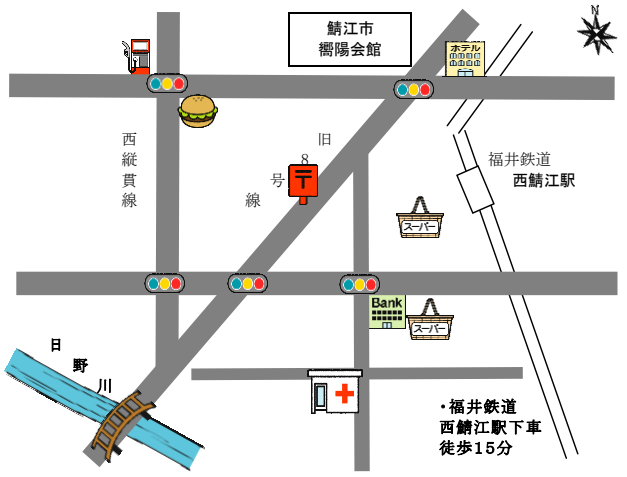 N
鯖江市
嚮陽会館
ホテル
西縦貫線
旧8号線
〒
福井鉄道
西鯖江駅
スーパー
Bank
スーパー
日野川
・福井鉄道
西鯖江駅下車
徒歩15分